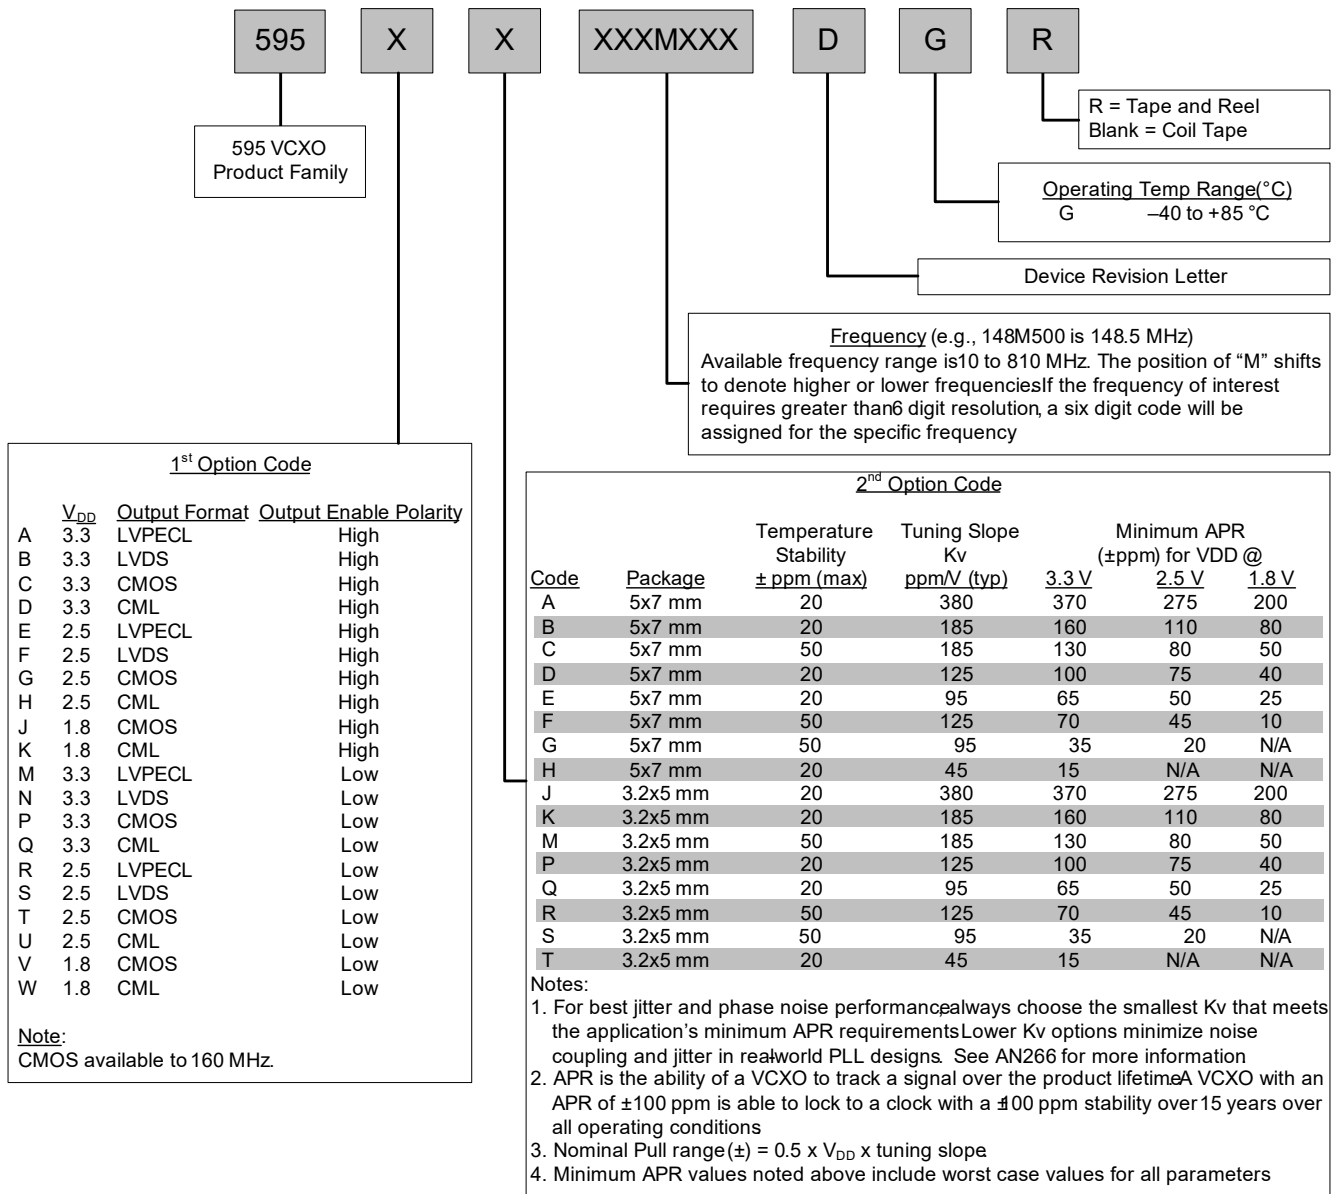 595 X X XXXMXXX D G R
R = Tape and Reel
Blank = Coil Tape
595 VCXO
Product Family
Operating Temp Range(°C)
G –40 to +85 °C
Device Revision Letter
Frequency (e.g., 148M500 is 148.5 MHz)
Available frequency range is10 to 810 MHz. The position of “M” shifts
to denote higher or lower frequenciesIf the frequency of interest
requires greater than6 digit resolution, a six digit code will be
assigned for the specific frequency
1st Option Code
VDD Output Format Output Enable Polarity
A 3.3 LVPECL High
B 3.3 LVDS High
C 3.3 CMOS High
D 3.3 CML High
E 2.5 LVPECL High
F 2.5 LVDS High
G 2.5 CMOS High
H 2.5 CML High
J 1.8 CMOS High
K 1.8 CML High
M 3.3 LVPECL Low
N 3.3 LVDS Low
P 3.3 CMOS Low
Q 3.3 CML Low
R 2.5 LVPECL Low
S 2.5 LVDS Low
T 2.5 CMOS Low
U 2.5 CML Low
V 1.8 CMOS Low
W 1.8 CML Low
Note:
CMOS available to 160 MHz.
2nd Option Code
Temperature Tuning Slope Minimum APR
Stability Kv (±ppm) for VDD @
Code Package ± ppm (max) ppm/V (typ) 3.3 V 2.5 V 1.8 V
A 5x7 mm 20 380 370 275 200
B 5x7 mm 20 185 160 110 80
C 5x7 mm 50 185 130 80 50
D 5x7 mm 20 125 100 75 40
E 5x7 mm 20 95 65 50 25
F 5x7 mm 50 125 70 45 10
G 5x7 mm 50 95 35 20 N/A
H 5x7 mm 20 45 15 N/A N/A
J 3.2x5 mm 20 380 370 275 200
K 3.2x5 mm 20 185 160 110 80
M 3.2x5 mm 50 185 130 80 50
P 3.2x5 mm 20 125 100 75 40
Q 3.2x5 mm 20 95 65 50 25
R 3.2x5 mm 50 125 70 45 10
S 3.2x5 mm 50 95 35 20 N/A
T 3.2x5 mm 20 45 15 N/A N/A
Notes:
1. For best jitter and phase noise performance, always choose the smallest Kv that meets
the application’s minimum APR requirements. Lower Kv options minimize noise
coupling and jitter in real-world PLL designs. See AN266 for more information
2. APR is the ability of a VCXO to track a signal over the product lifetime. A VCXO with an
APR of ±100 ppm is able to lock to a clock with a ±100 ppm stability over 15 years over
all operating conditions
3. Nominal Pull range (±) = 0.5 x VDD x tuning slope.
4. Minimum APR values noted above include worst case values for all parameters